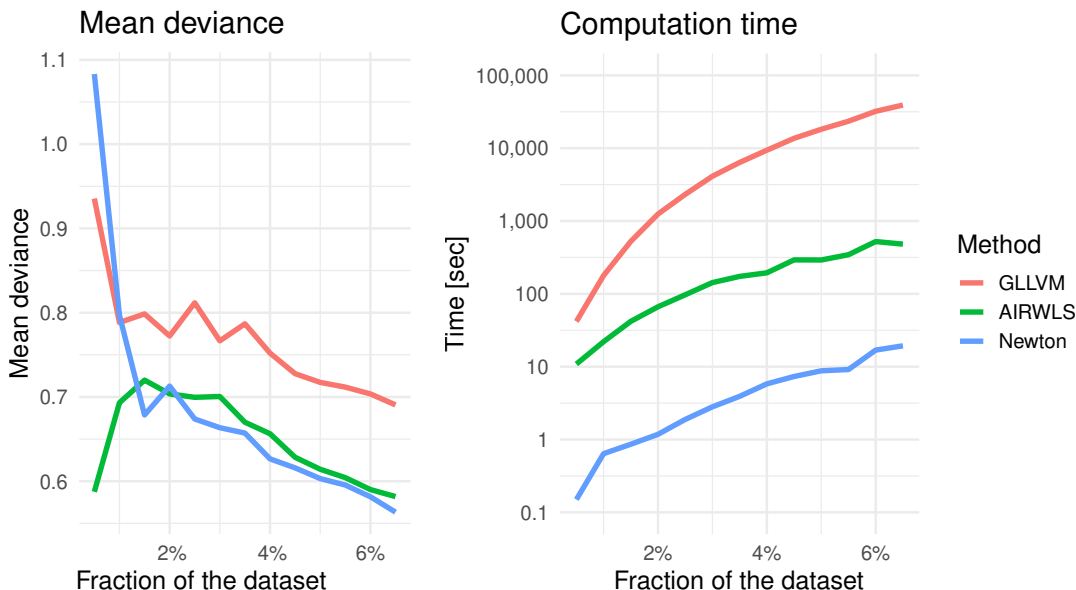 Mean deviance
Mean deviance
1.1
1.0
0.9
0.8
0.7
0.6
2%
4%
6%
Fraction of the dataset
Computation time
Time [sec]
100,000
10,000
1,000
100
10
1
0.1
2%
4%
6%
Fraction of the dataset
Method
GLLVM
AIRWLS
Newton